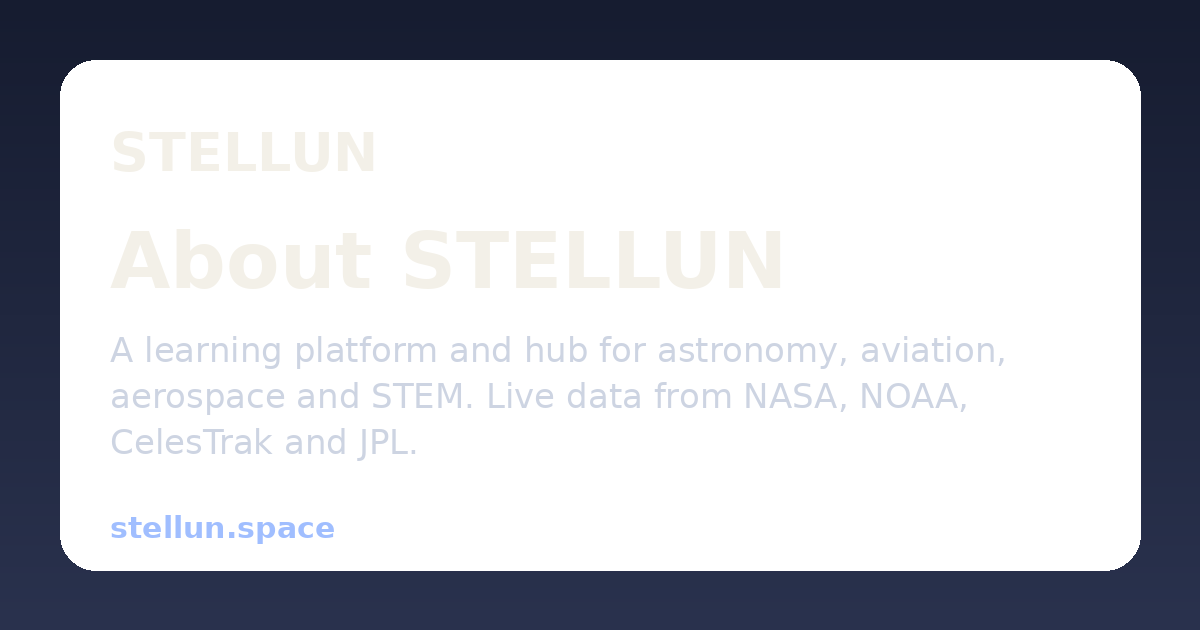 STELLUN
About STELLUN
A learning platform and hub for astronomy, aviation,
aerospace and STEM. Live data from NASA, NOAA,
CelesTrak and JPL.
stellun.space